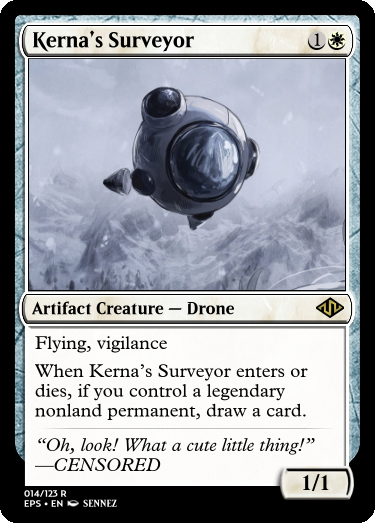 Kerna's Surveyor 1
Artifact Creature — Drone
Flying, vigilance
When Kerna's Surveyor enters or
dies, if you control a legendary
nonland permanent, draw a card.
“Oh, look! What a cute little thing!”
—CENSORED
1/1
014/123 R
EPS • EN SENNEZ